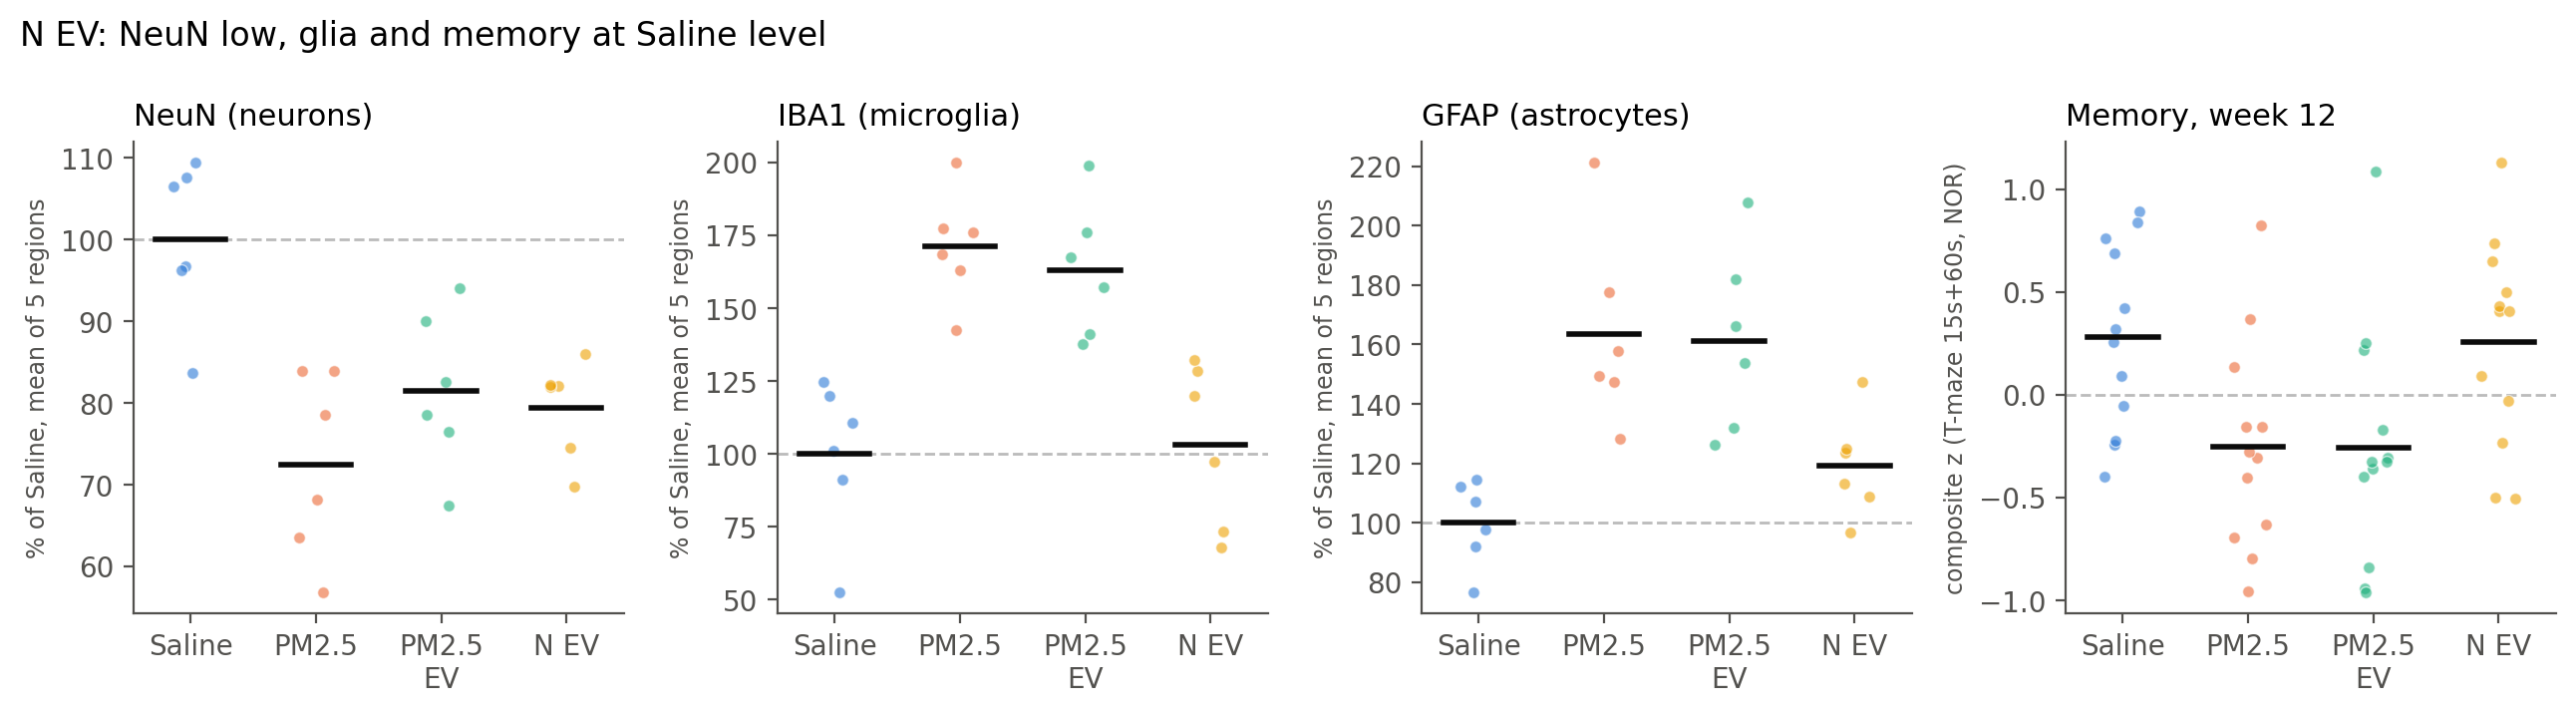 N EV: NeuN low, glia and memory at Saline level
NeuN (neurons)
% of Saline, mean of 5 regions
110
100
90
80
70
60
Saline
PM2.5
PM2.5
EV
N EV
IBA1 (microglia)
% of Saline, mean of 5 regions
200
175
150
125
100
75
50
Saline
PM2.5
PM2.5
EV
N EV
GFAP (astrocytes)
% of Saline, mean of 5 regions
220
200
180
160
140
120
100
80
Saline
PM2.5
PM2.5
EV
N EV
Memory, week 12
composite z (T-maze 15s+60s, NOR)
1.0
0.5
0.0
−0.5
−1.0
Saline
PM2.5
PM2.5
EV
N EV